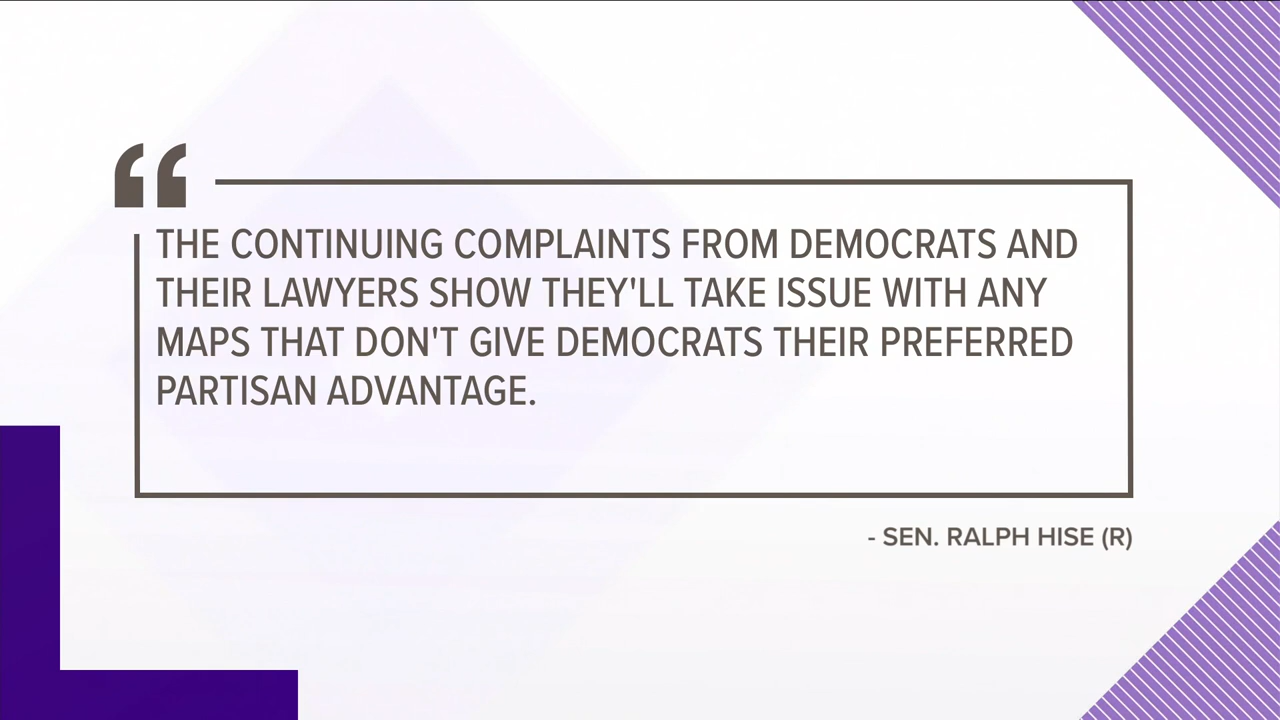 “
THE CONTINUING COMPLAINTS FROM DEMOCRATS AND
THEIR LAWYERS SHOW THEY'LL TAKE ISSUE WITH ANY
MAPS THAT DON'T GIVE DEMOCRATS THEIR PREFERRED
PARTISAN ADVANTAGE.
- SEN. RALPH HISE (R)